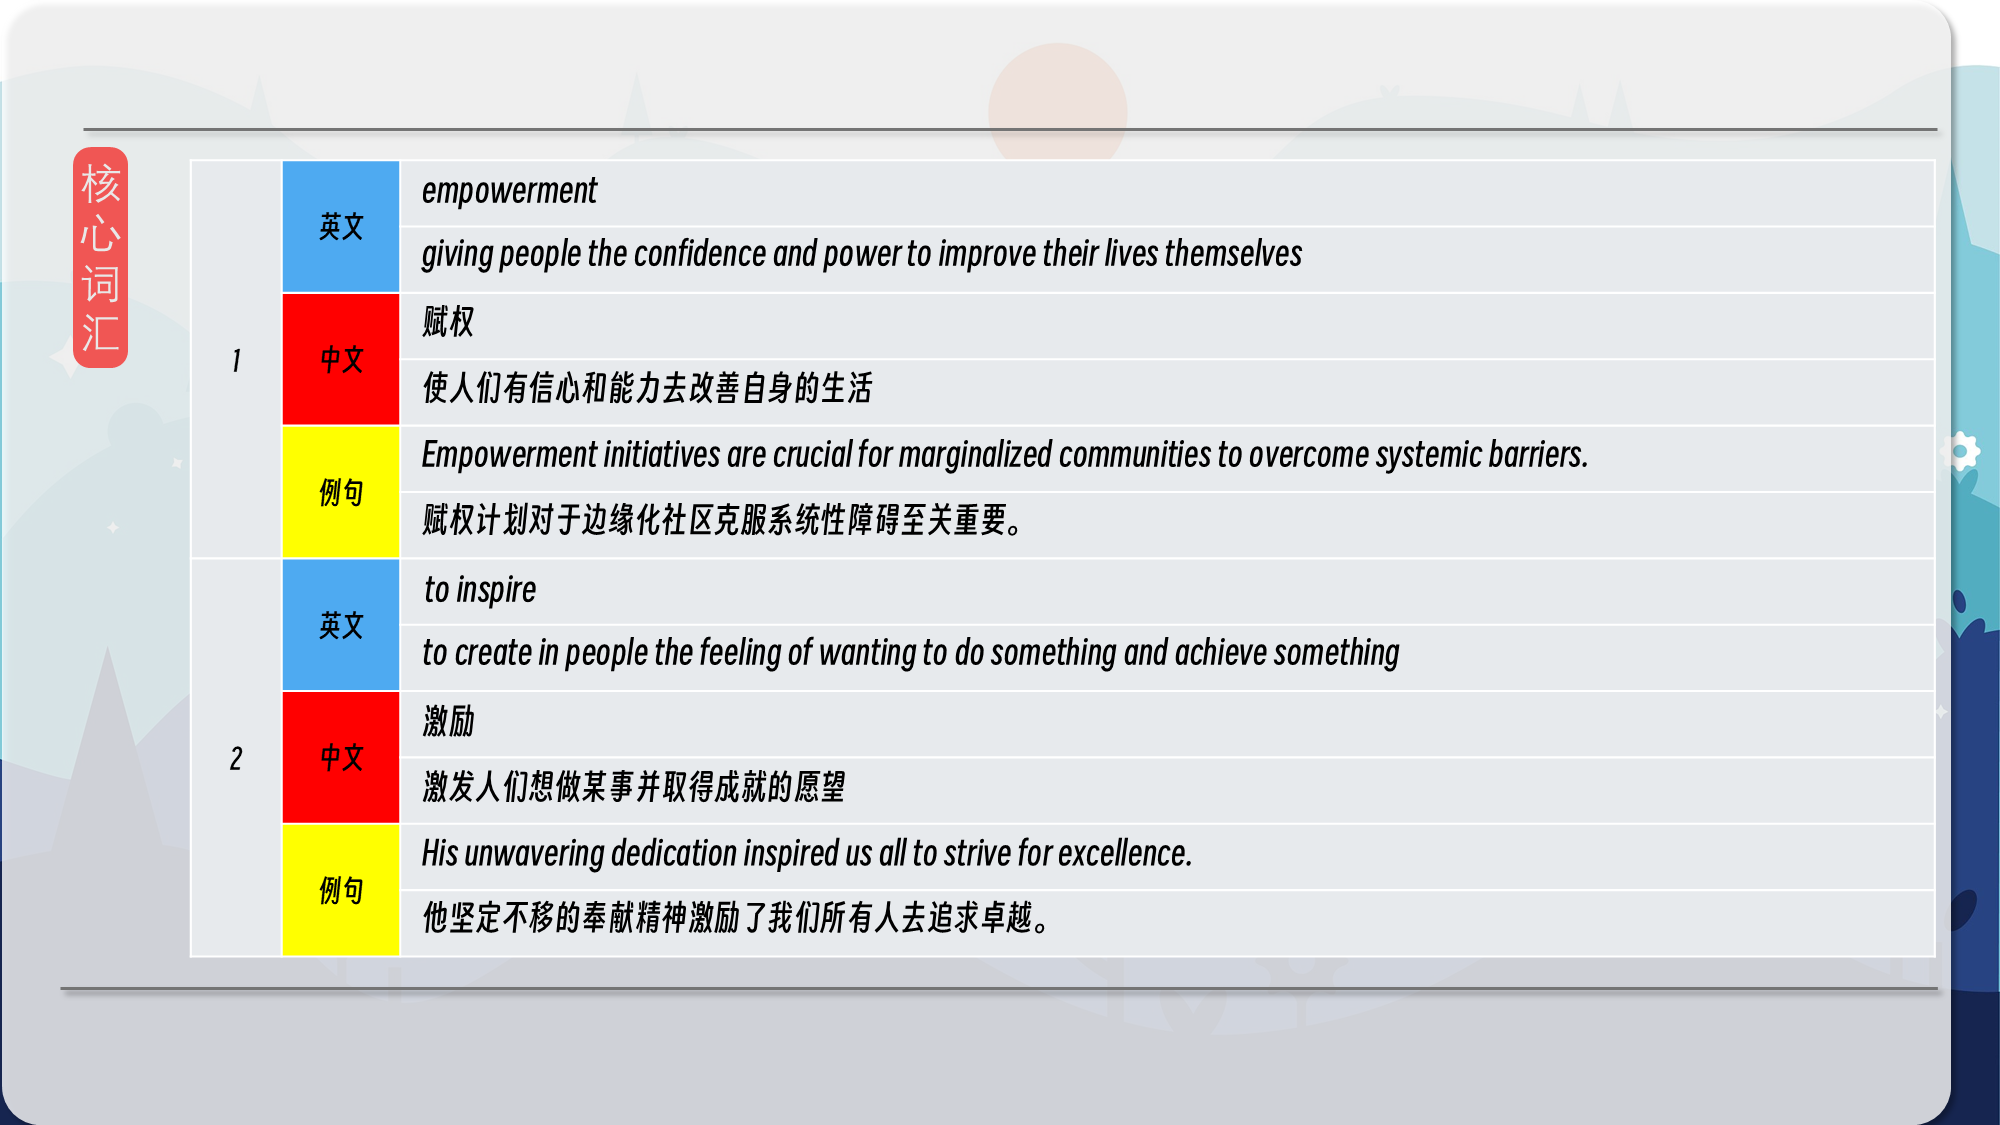 核心词汇
1
英文
empowerment
giving people the confidence and power to improve their lives themselves
中文
赋权
使人们有信心和能力去改善自身的生活
例句
Empowerment initiatives are crucial for marginalized communities to overcome systemic barriers.
赋权计划对于边缘化社区克服系统性障碍至关重要。
2
英文
to inspire
to create in people the feeling of wanting to do something and achieve something
中文
激励
激发人们想做某事并取得成就的愿望
例句
His unwavering dedication inspired us all to strive for excellence.
他坚定不移的奉献精神激励了我们所有人去追求卓越。